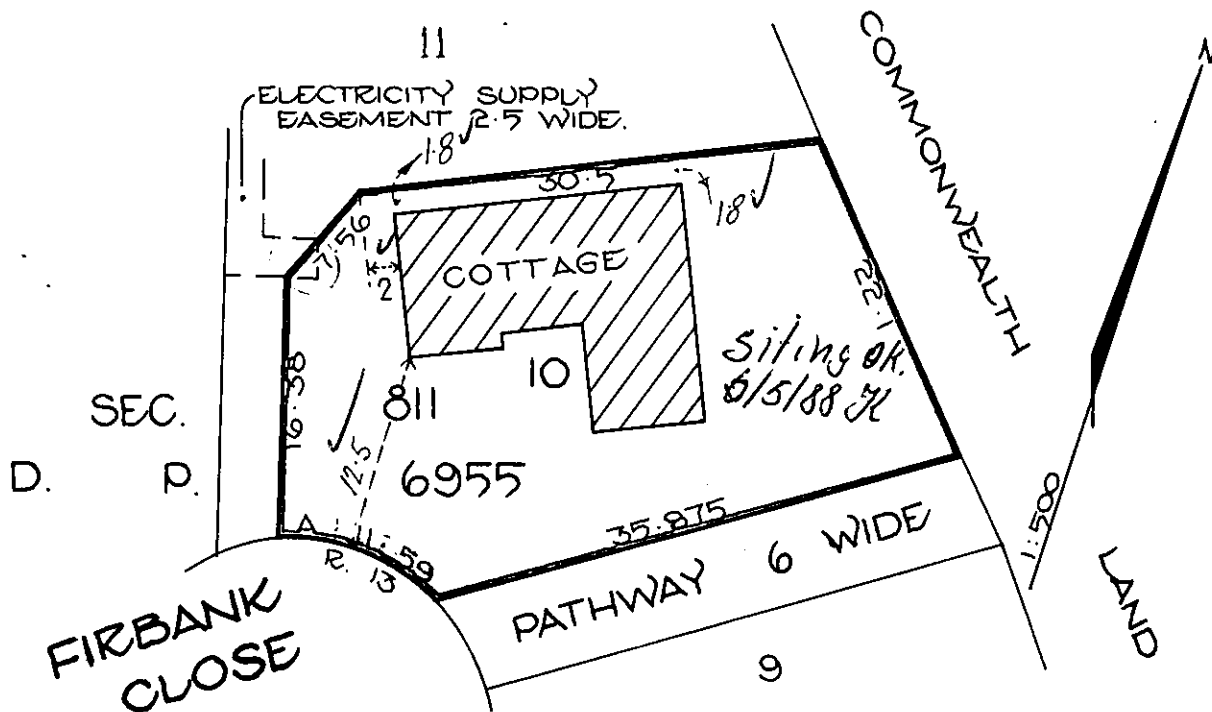 11
ELECTRICITY SUPPLY
EASEMENT 2.5 WIDE.
1.8
30.5
1.8
7.56
2
COTTAGE
COMMONWEALTH
LAND
22.1
Siting OK.
10
SEC. 811
16.38
12.5
D. P. 6955
A 11.59
R. 13
35.875
PATHWAY 6 WIDE
1:500
FIRBANK
CLOSE
9